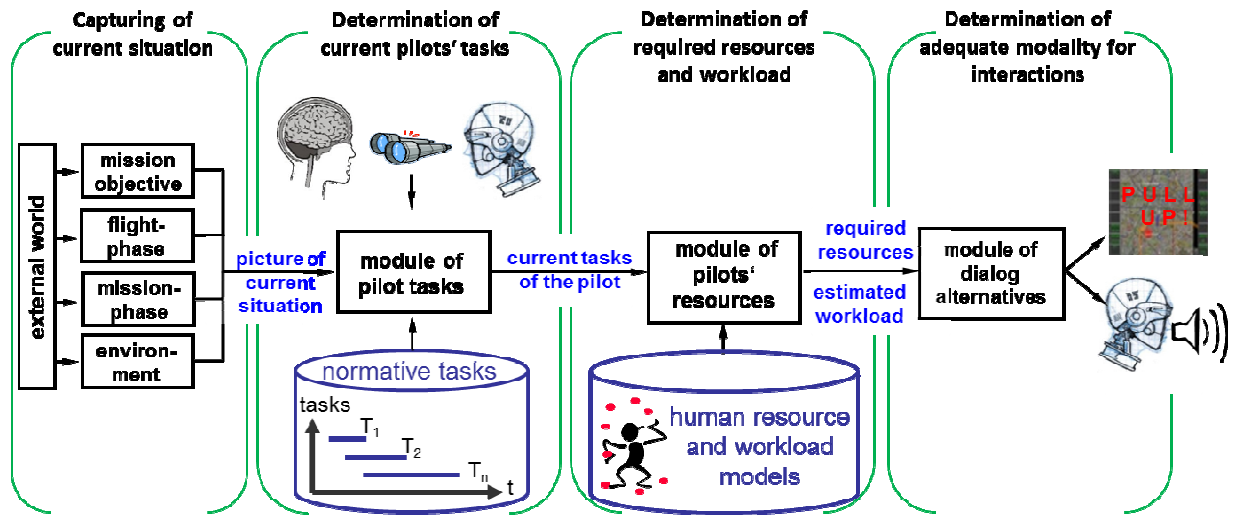 Capturing of
current situation
Determination of
current pilots' tasks
Determination of
required resources
and workload
Determination of
adequate modality for
interactions
external world
mission
objective
flight-
phase
mission-
phase
environ-
ment
picture of
current
situation
module of
pilot tasks
current tasks
of the pilot
module of
pilots‘
resources
required
resources
estimated
workload
module of
dialog
alternatives
PULL
UP!
normative tasks
tasks
T1
T2
Tn
t
human resource
and workload
models